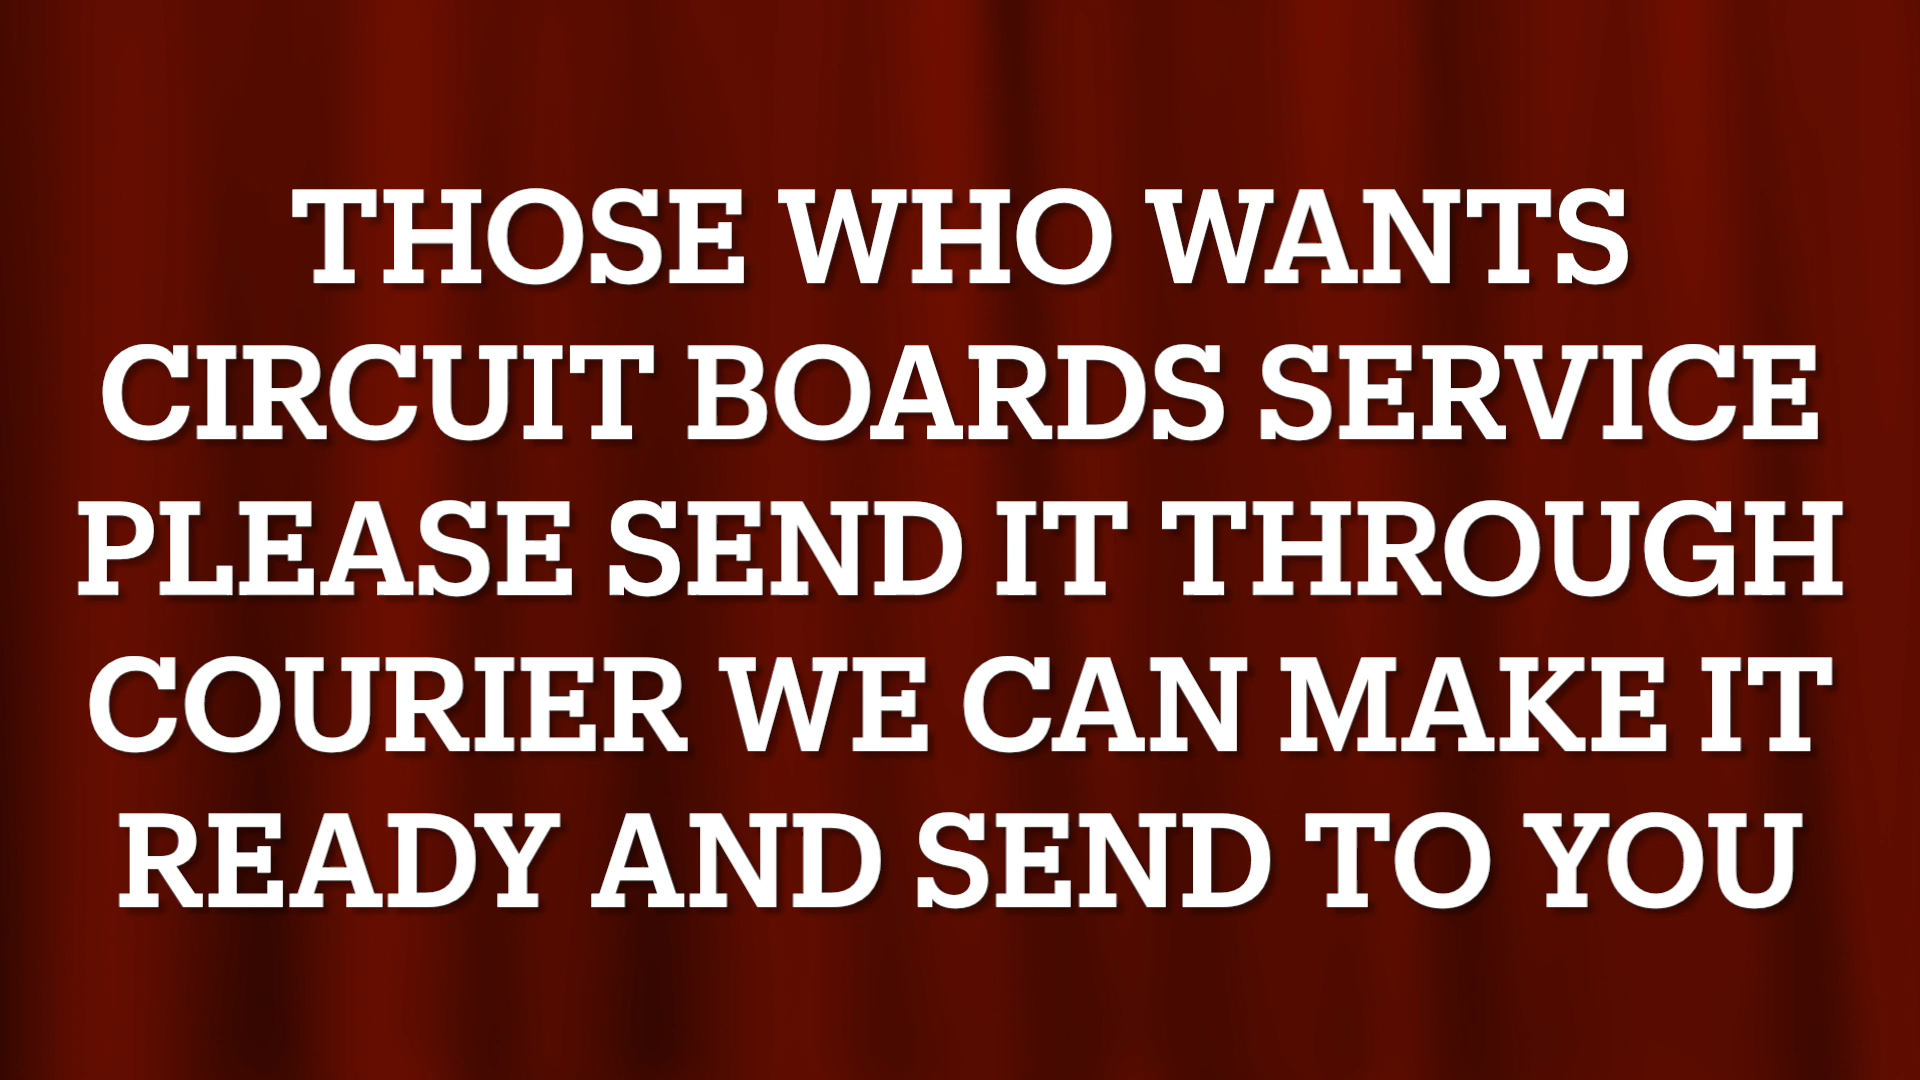 THOSE WHO WANTS
CIRCUIT BOARDS SERVICE
PLEASE SEND IT THROUGH
COURIER WE CAN MAKE IT
READY AND SEND TO YOU